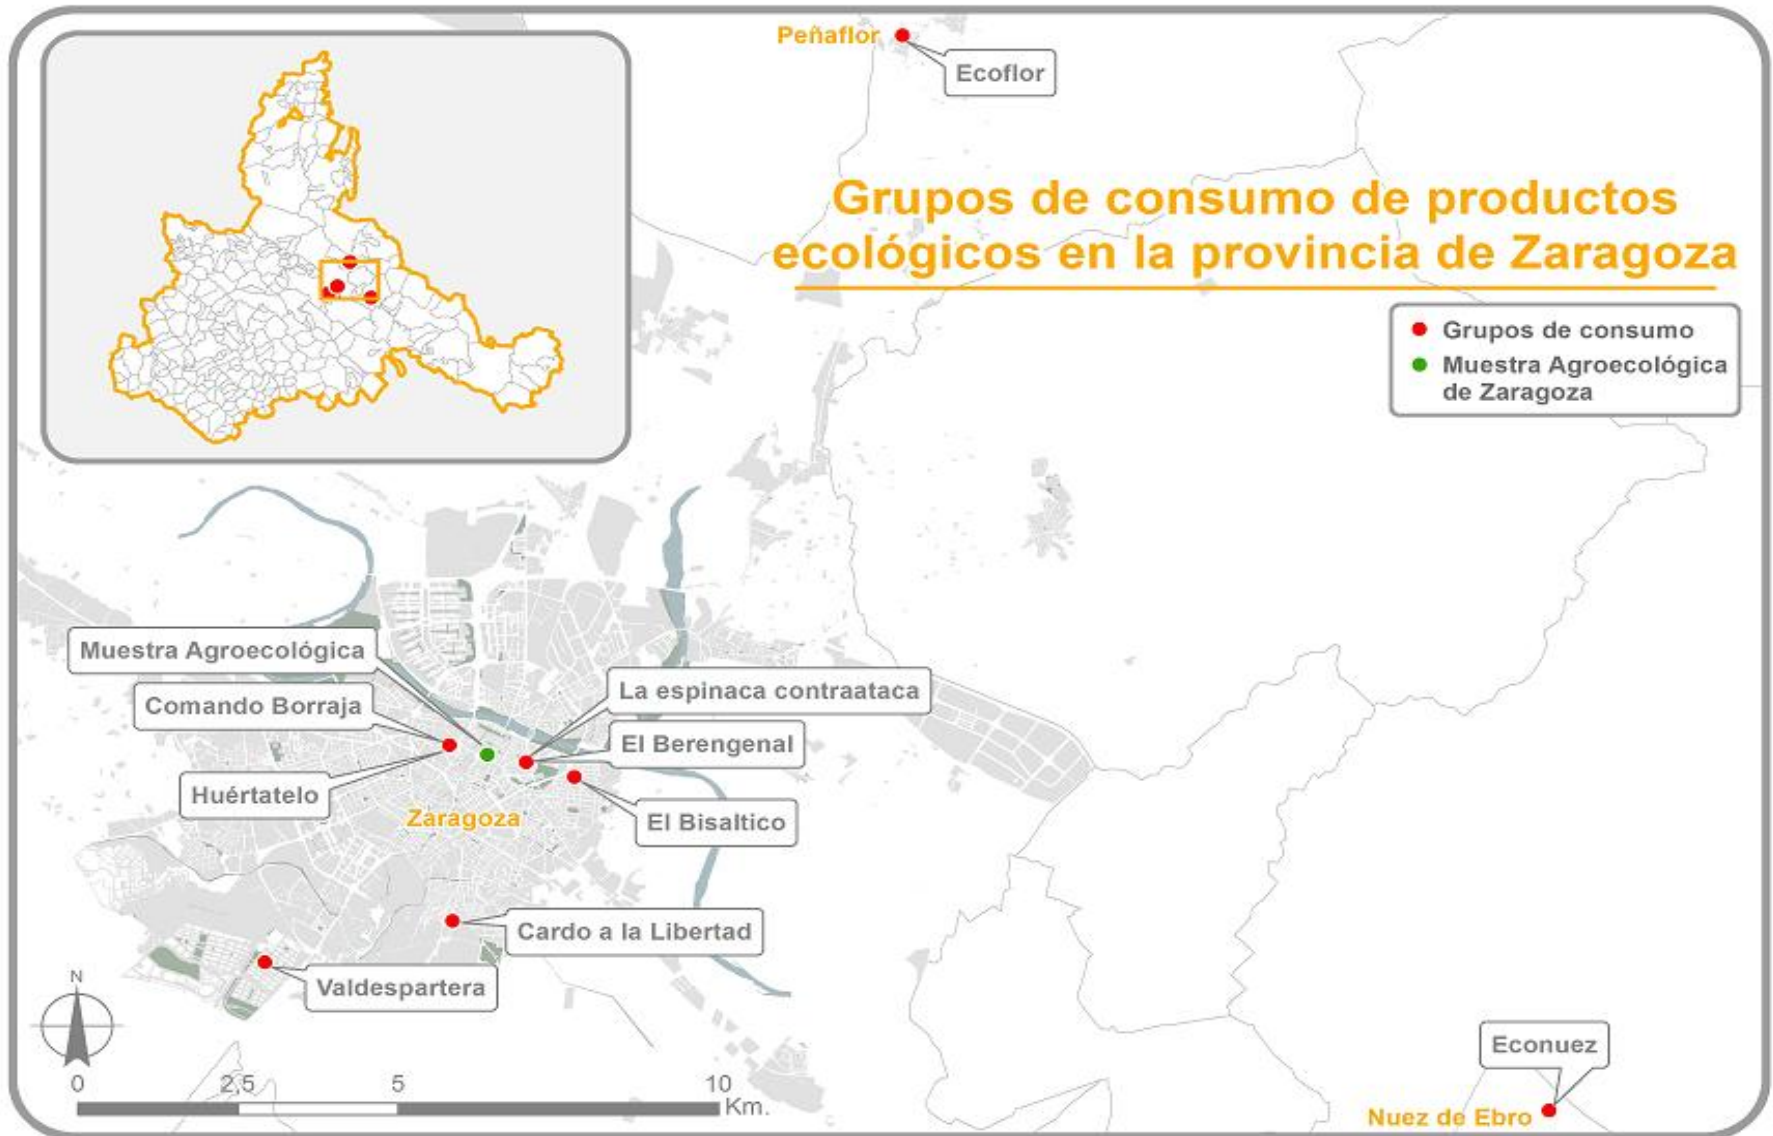 Peñaflor
Ecoflor
Grupos de consumo de productos
ecológicos en la provincia de Zaragoza
Grupos de consumo
Muestra Agroecológica
de Zaragoza
Muestra Agroecológica
La espinaca contraataca
Comando Borraja
El Berengenal
Huértatelo
Zaragoza
El Bisaltico
Cardo a la Libertad
Valdespartera
N
Econuez
0 2,5 5 10
Km.
Nuez de Ebro